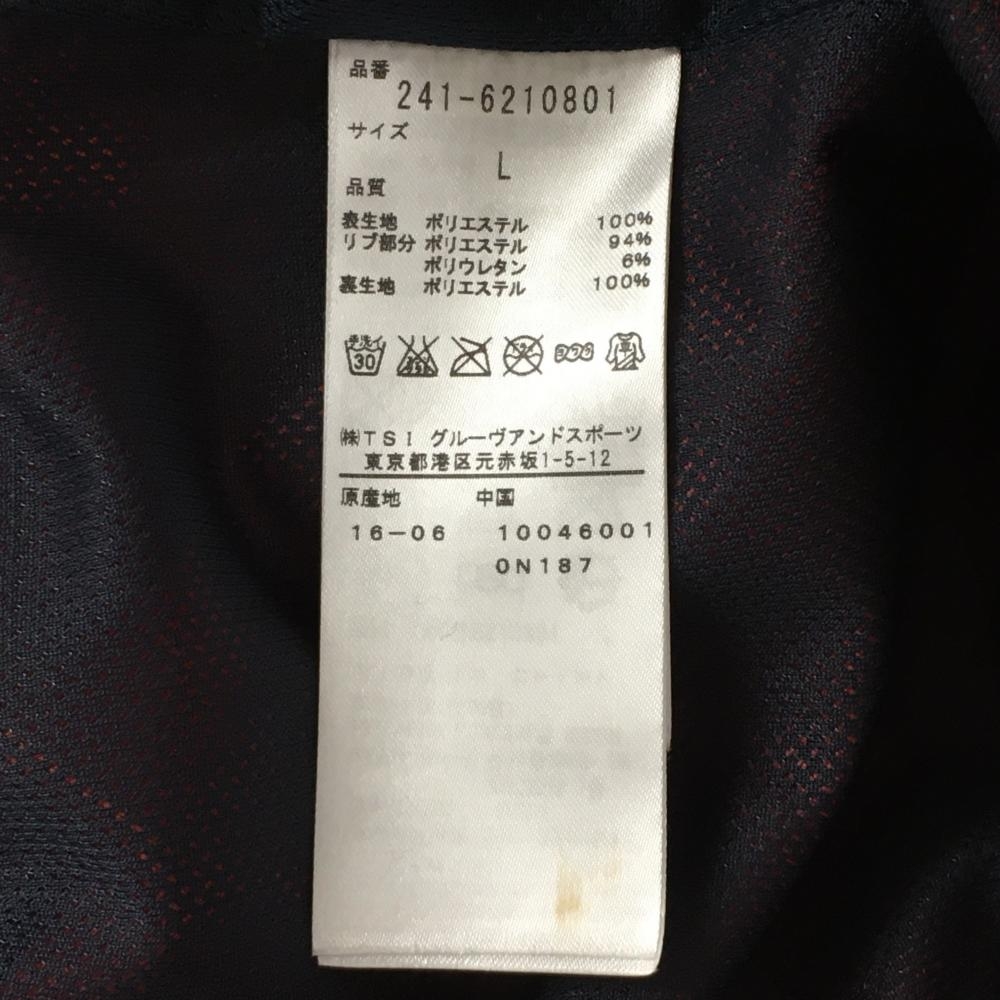 品番
241-6210801
サイズ
L
品質
表生地 ポリエステル 100%
リブ部分 ポリエステル 94%
ポリウレタン 6%
裏生地 ポリエステル 100%
手洗イ 30
㈱TSI グルーヴアンドスポーツ
東京都港区元赤坂1-5-12
原産地 中国
16-06 10046001
0N187